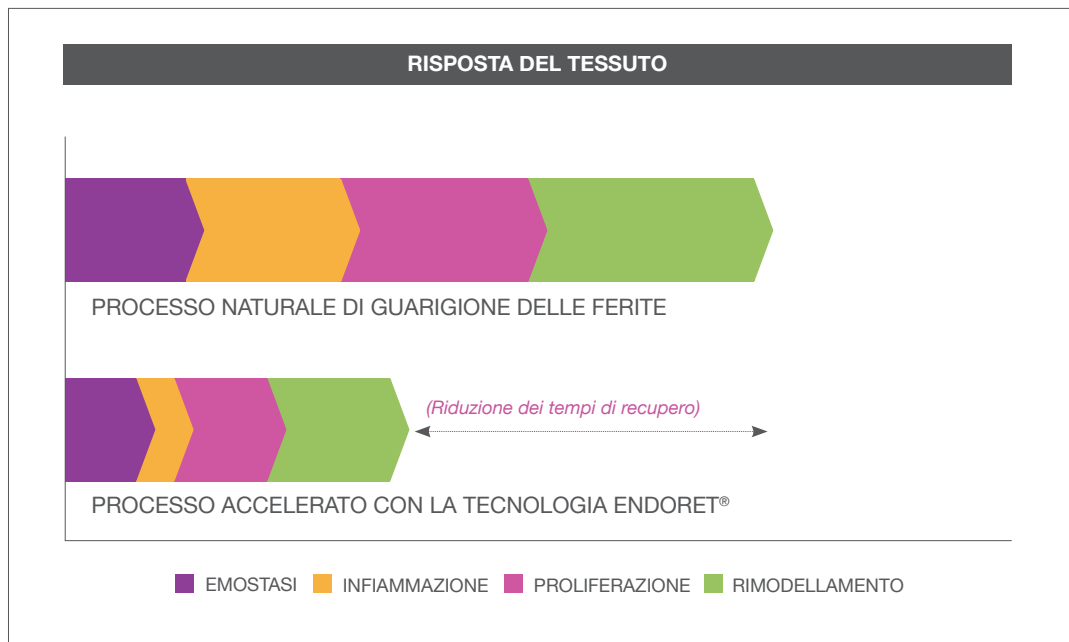 RISPOSTA DEL TESSUTO
PROCESSO NATURALE DI GUARIGIONE DELLE FERITE
(Riduzione dei tempi di recupero)
PROCESSO ACCELERATO CON LA TECNOLOGIA ENDORET®
EMOSTASI INFIAMMAZIONE PROLIFERAZIONE RIMODELLAMENTO